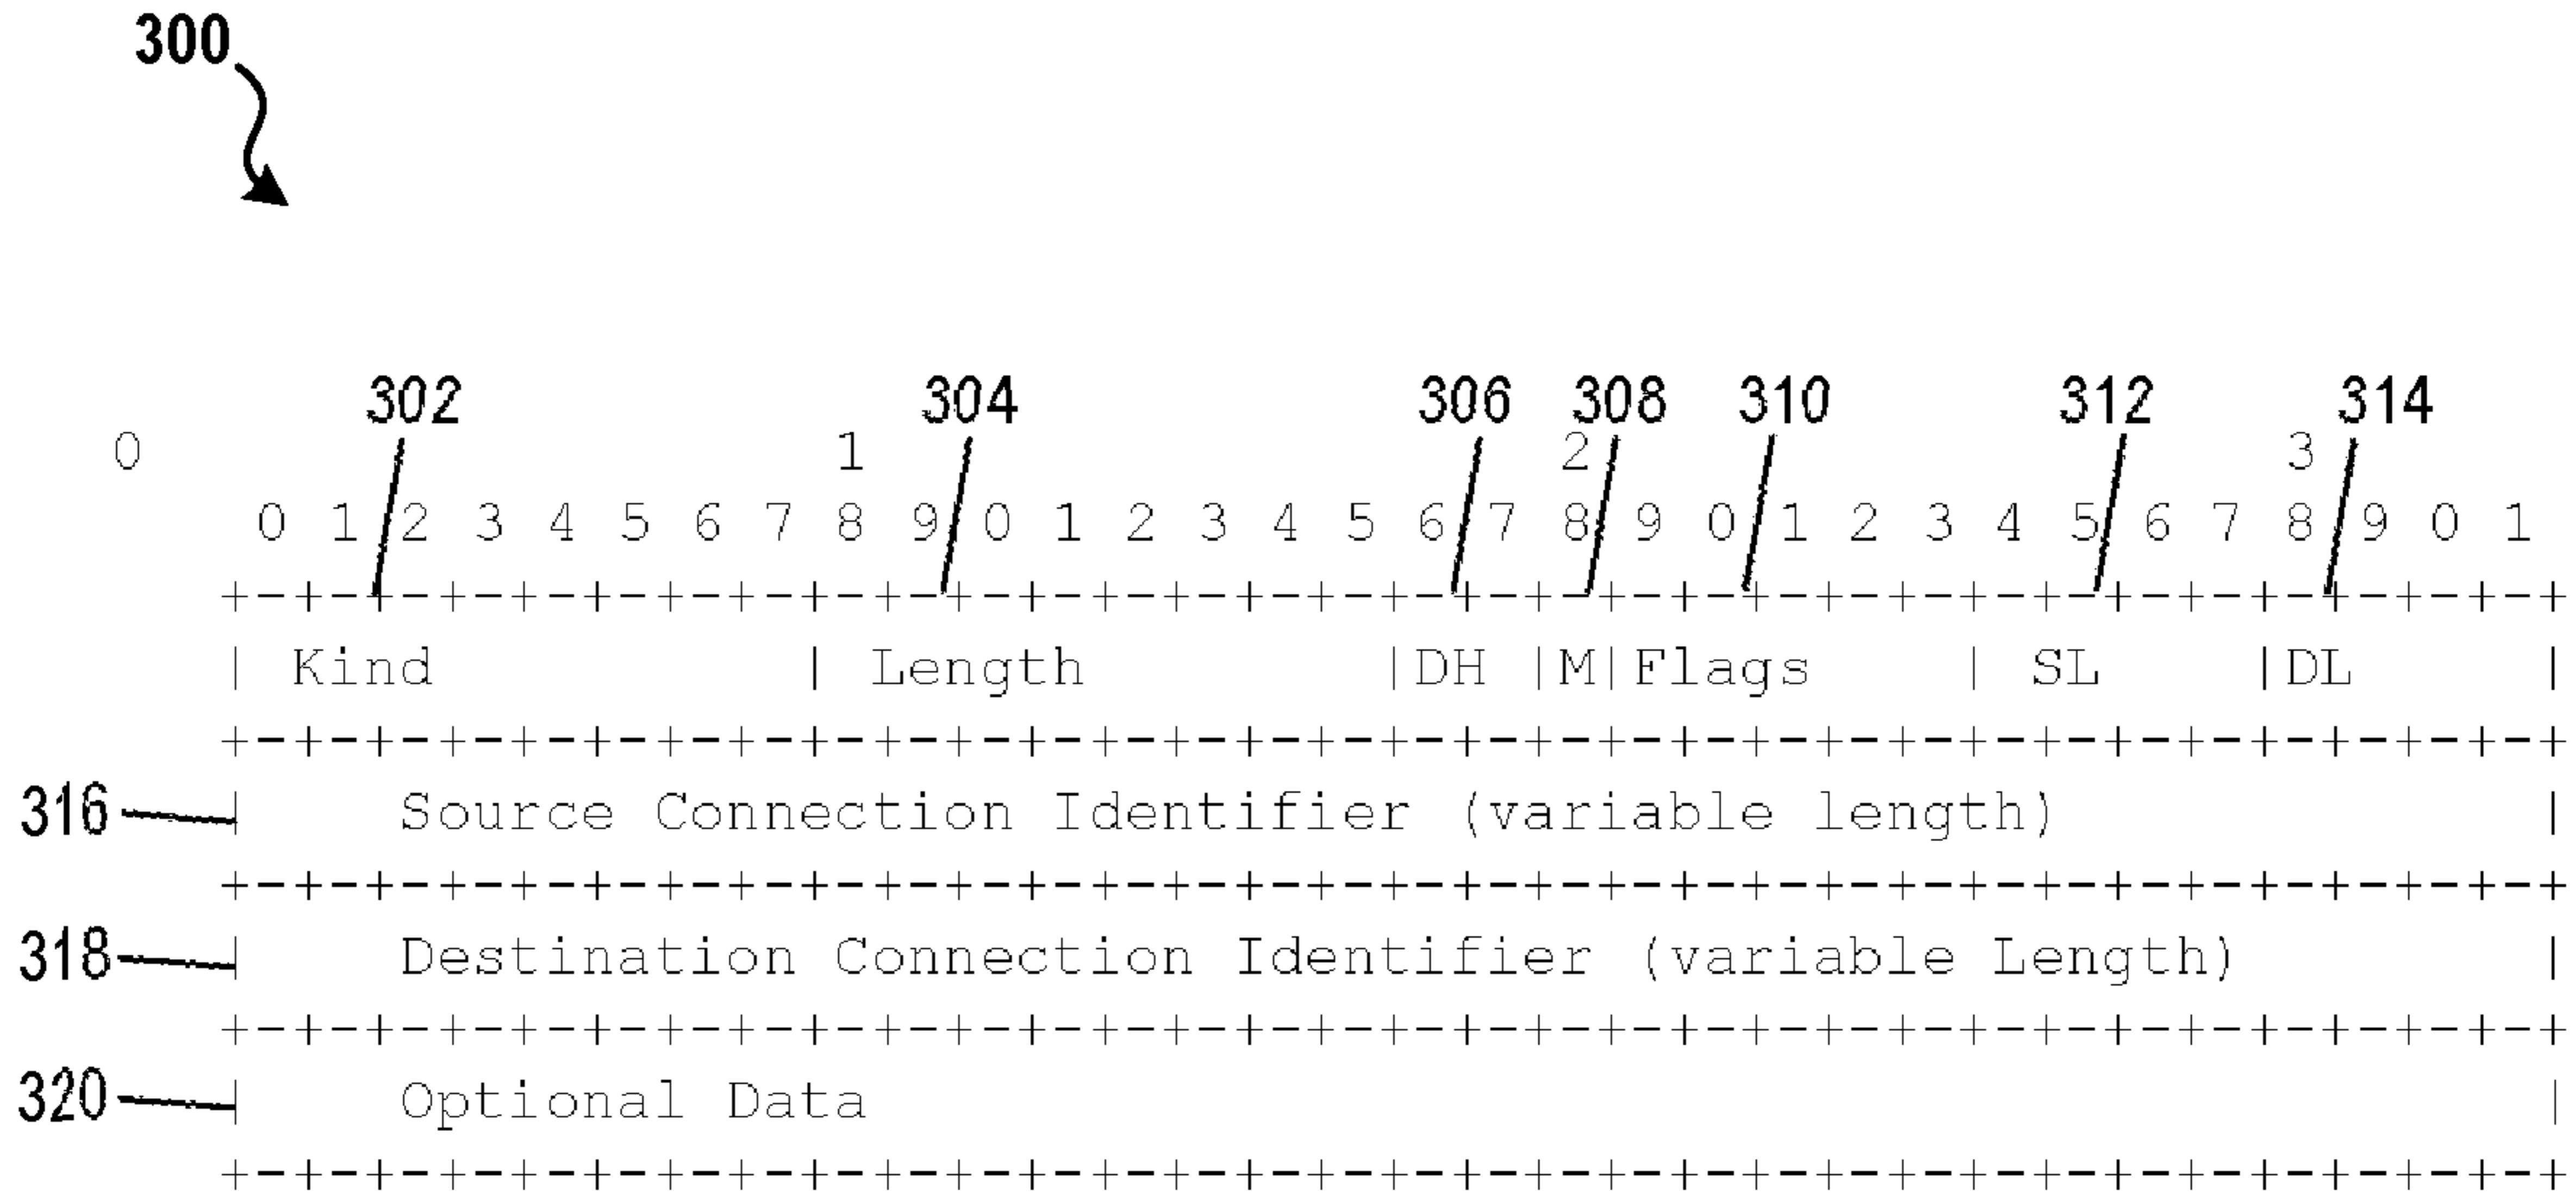 300
302 304 306 308 310 312 314
0 1 2 3
0 1 2 3 4 5 6 7 8 9 0 1 2 3 4 5 6 7 8 9 0 1 2 3 4 5 6 7 8 9 0 1
+-+-+-+-+-+-+-+-+-+-+-+-+-+-+-+-+-+-+-+-+-+-+-+-+-+-+-+-+-+-+-+-+
| Kind | Length |DH |M|Flags | SL |DL |
+-+-+-+-+-+-+-+-+-+-+-+-+-+-+-+-+-+-+-+-+-+-+-+-+-+-+-+-+-+-+-+-+
316 | Source Connection Identifier (variable length) |
+-+-+-+-+-+-+-+-+-+-+-+-+-+-+-+-+-+-+-+-+-+-+-+-+-+-+-+-+-+-+-+-+
318 | Destination Connection Identifier (variable Length) |
+-+-+-+-+-+-+-+-+-+-+-+-+-+-+-+-+-+-+-+-+-+-+-+-+-+-+-+-+-+-+-+-+
320 | Optional Data |
+-+-+-+-+-+-+-+-+-+-+-+-+-+-+-+-+-+-+-+-+-+-+-+-+-+-+-+-+-+-+-+-+